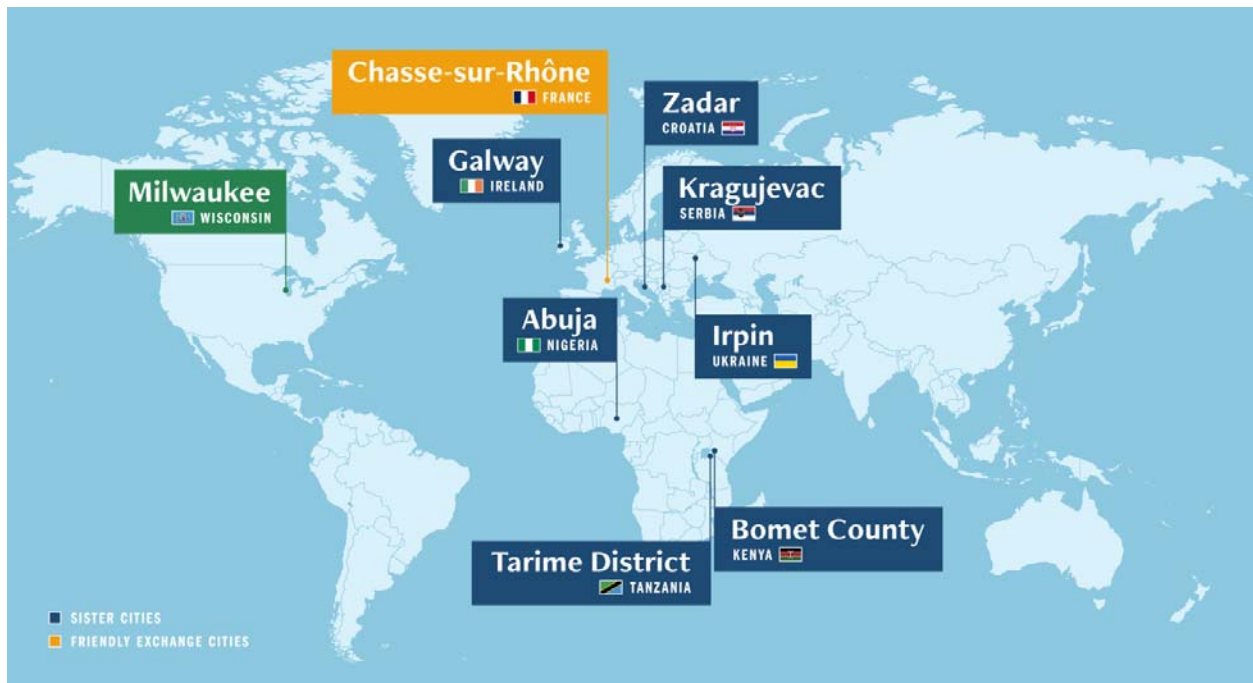 Chasse-sur-Rhône
FRANCE
Zadar
CROATIA
Galway
IRELAND
Kragujevac
SERBIA
Milwaukee
WISCONSIN
Abuja
NIGERIA
Irpin
UKRAINE
Bomet County
KENYA
Tarime District
TANZANIA
SISTER CITIES
FRIENDLY EXCHANGE CITIES